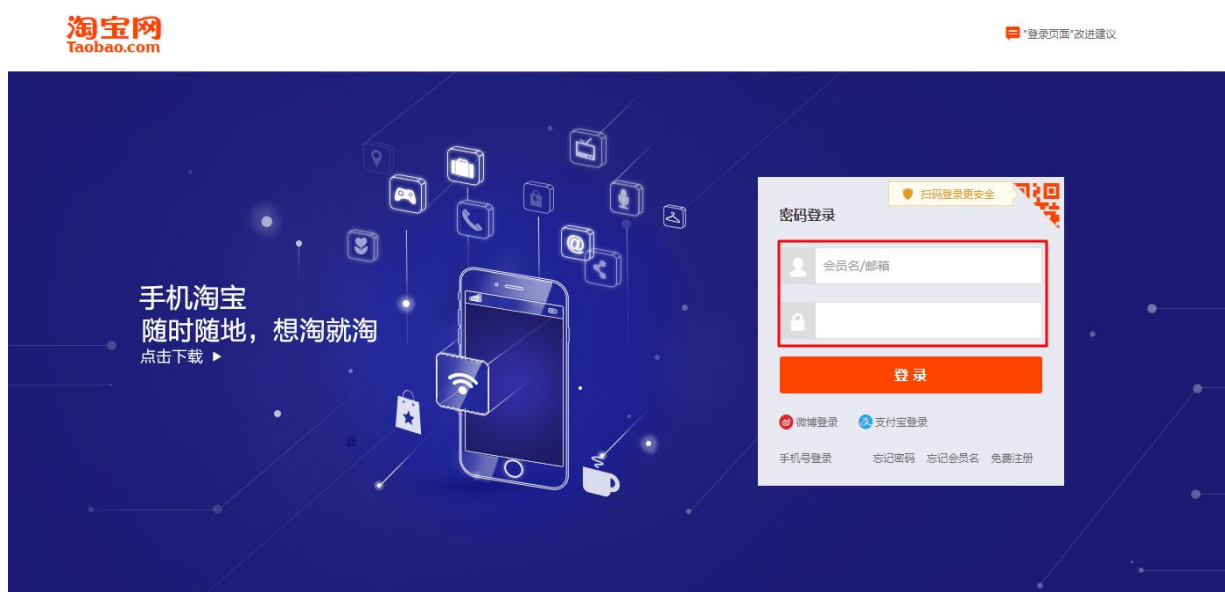 淘宝网
Taobao.com
"登录页面"改进建议
手机淘宝
随时随地，想淘就淘
点击下载
扫码登录更安全
密码登录
会员名/邮箱
登录
微博登录 支付宝登录
手机号登录 忘记密码 忘记会员名 免费注册